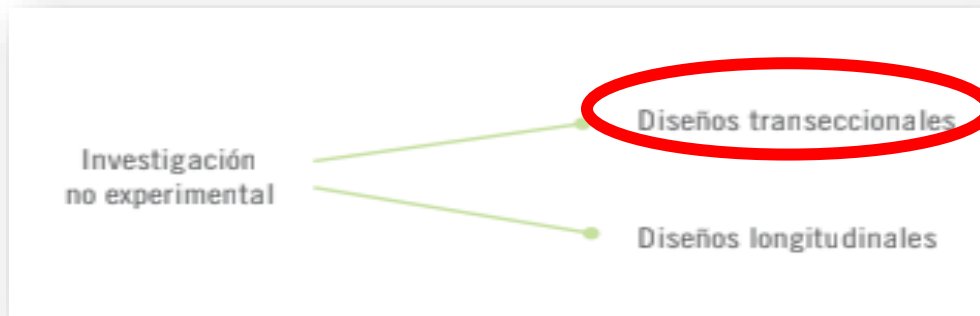 Diseños transeccionales
Investigación
no experimental
Diseños longitudinales